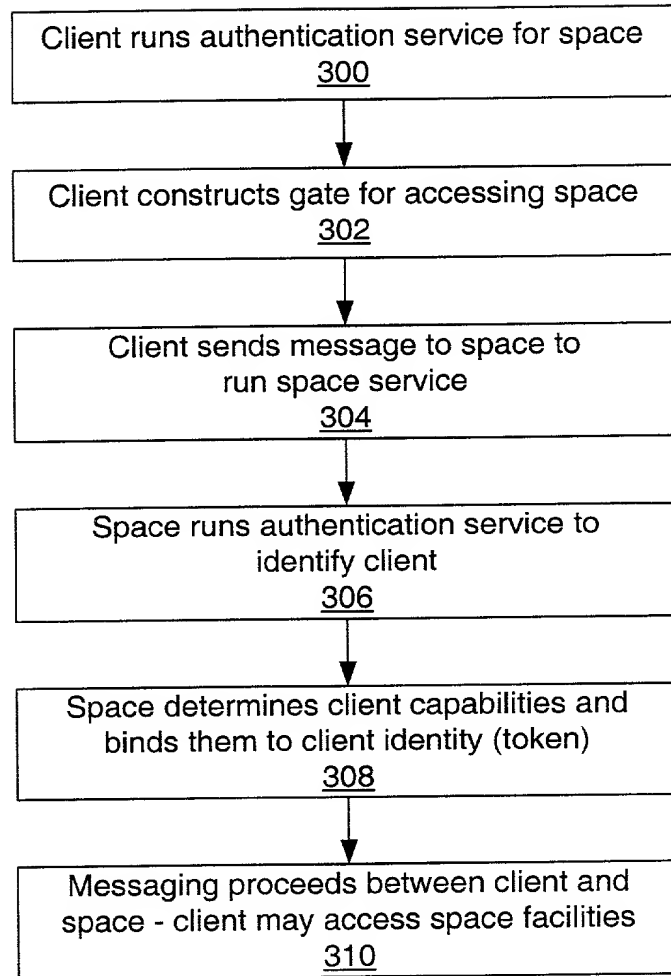 Client runs authentication service for space
300
Client constructs gate for accessing space
302
Client sends message to space to
run space service
304
Space runs authentication service to
identify client
306
Space determines client capabilities and
binds them to client identity (token)
308
Messaging proceeds between client and
space - client may access space facilities
310